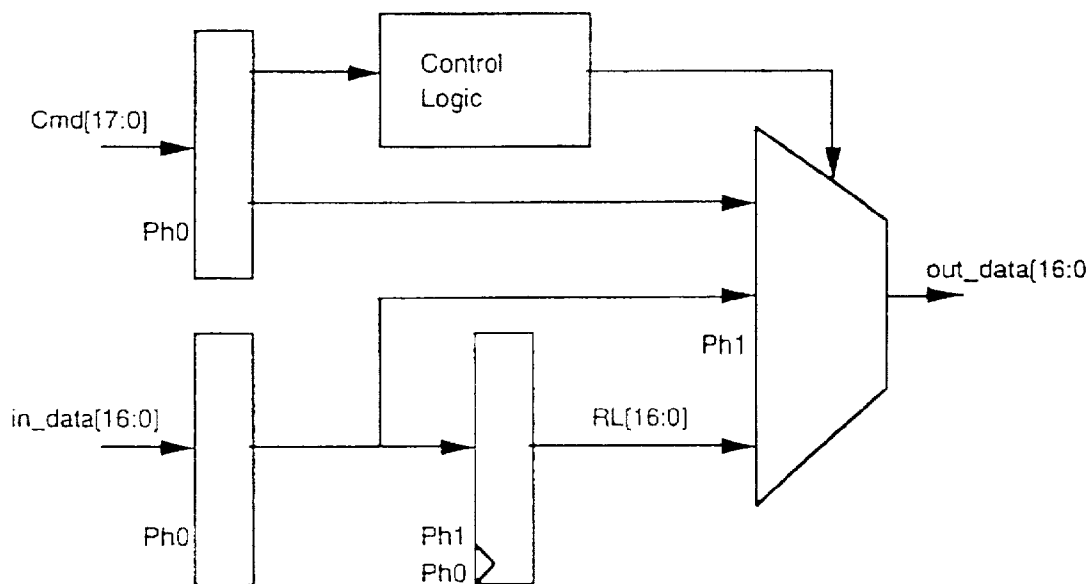 Control
Logic
Cmd[17:0]
Ph0
out_data[16:0
Ph1
in_data[16:0]
RL[16:0]
Ph0
Ph1
Ph0